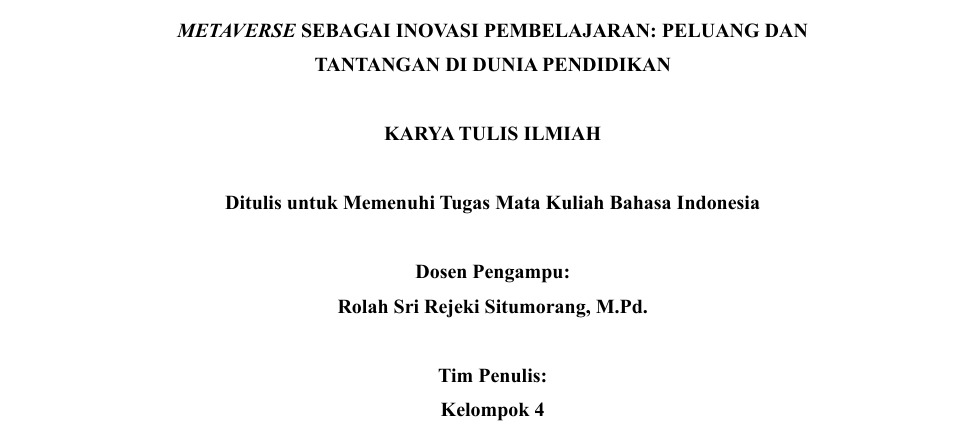 METAVERSE SEBAGAI INOVASI PEMBELAJARAN: PELUANG DAN
TANTANGAN DI DUNIA PENDIDIKAN
KARYA TULIS ILMIAH
Ditulis untuk Memenuhi Tugas Mata Kuliah Bahasa Indonesia
Dosen Pengampu:
Rolah Sri Rejeki Situmorang, M.Pd.
Tim Penulis:
Kelompok 4